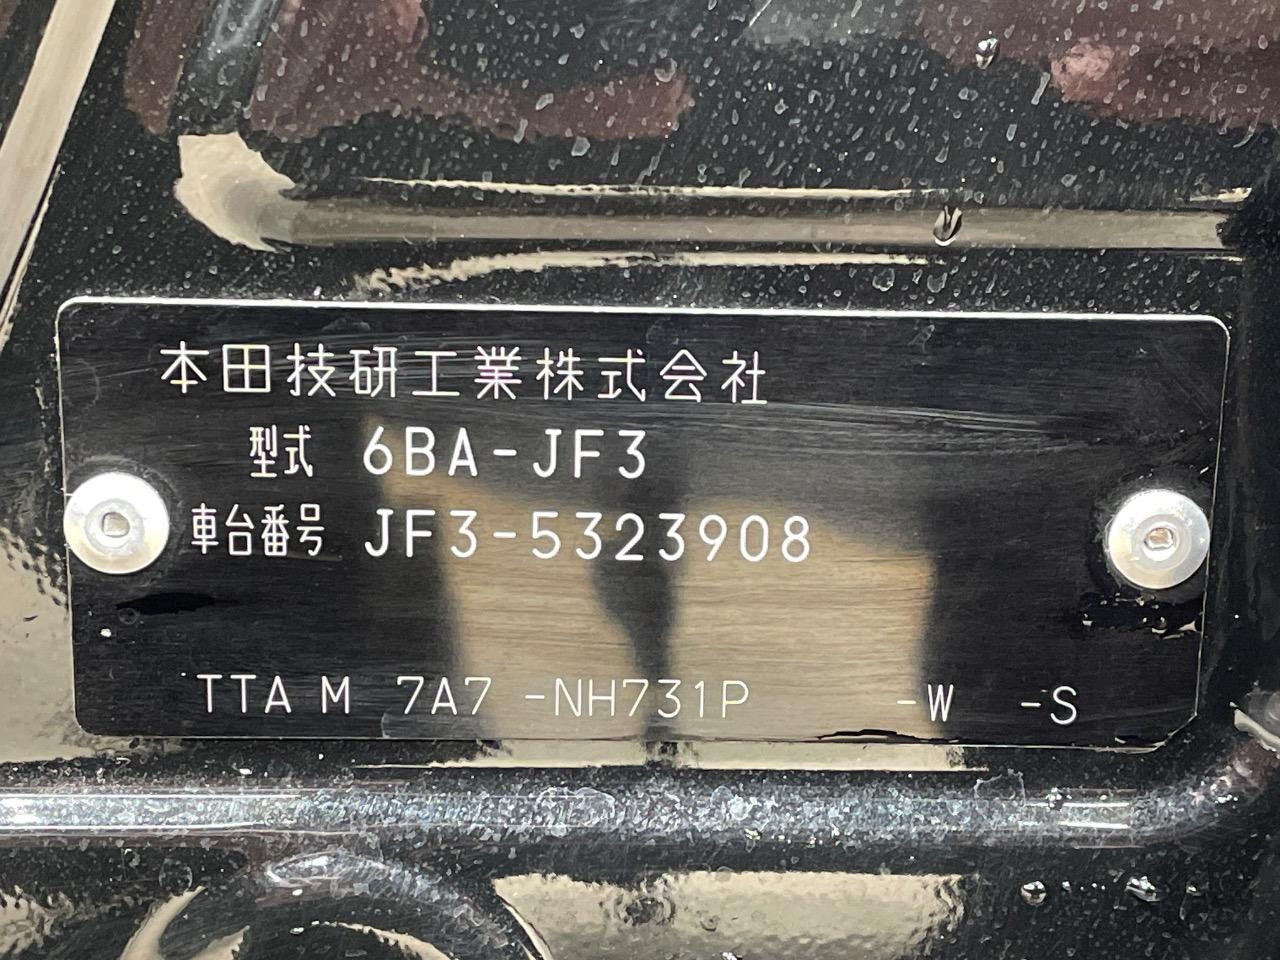 本田技研工業株式会社
型式 6BA-JF3
車台番号 JF3-5323908
TTA M 7A7 -NH731P -W -S